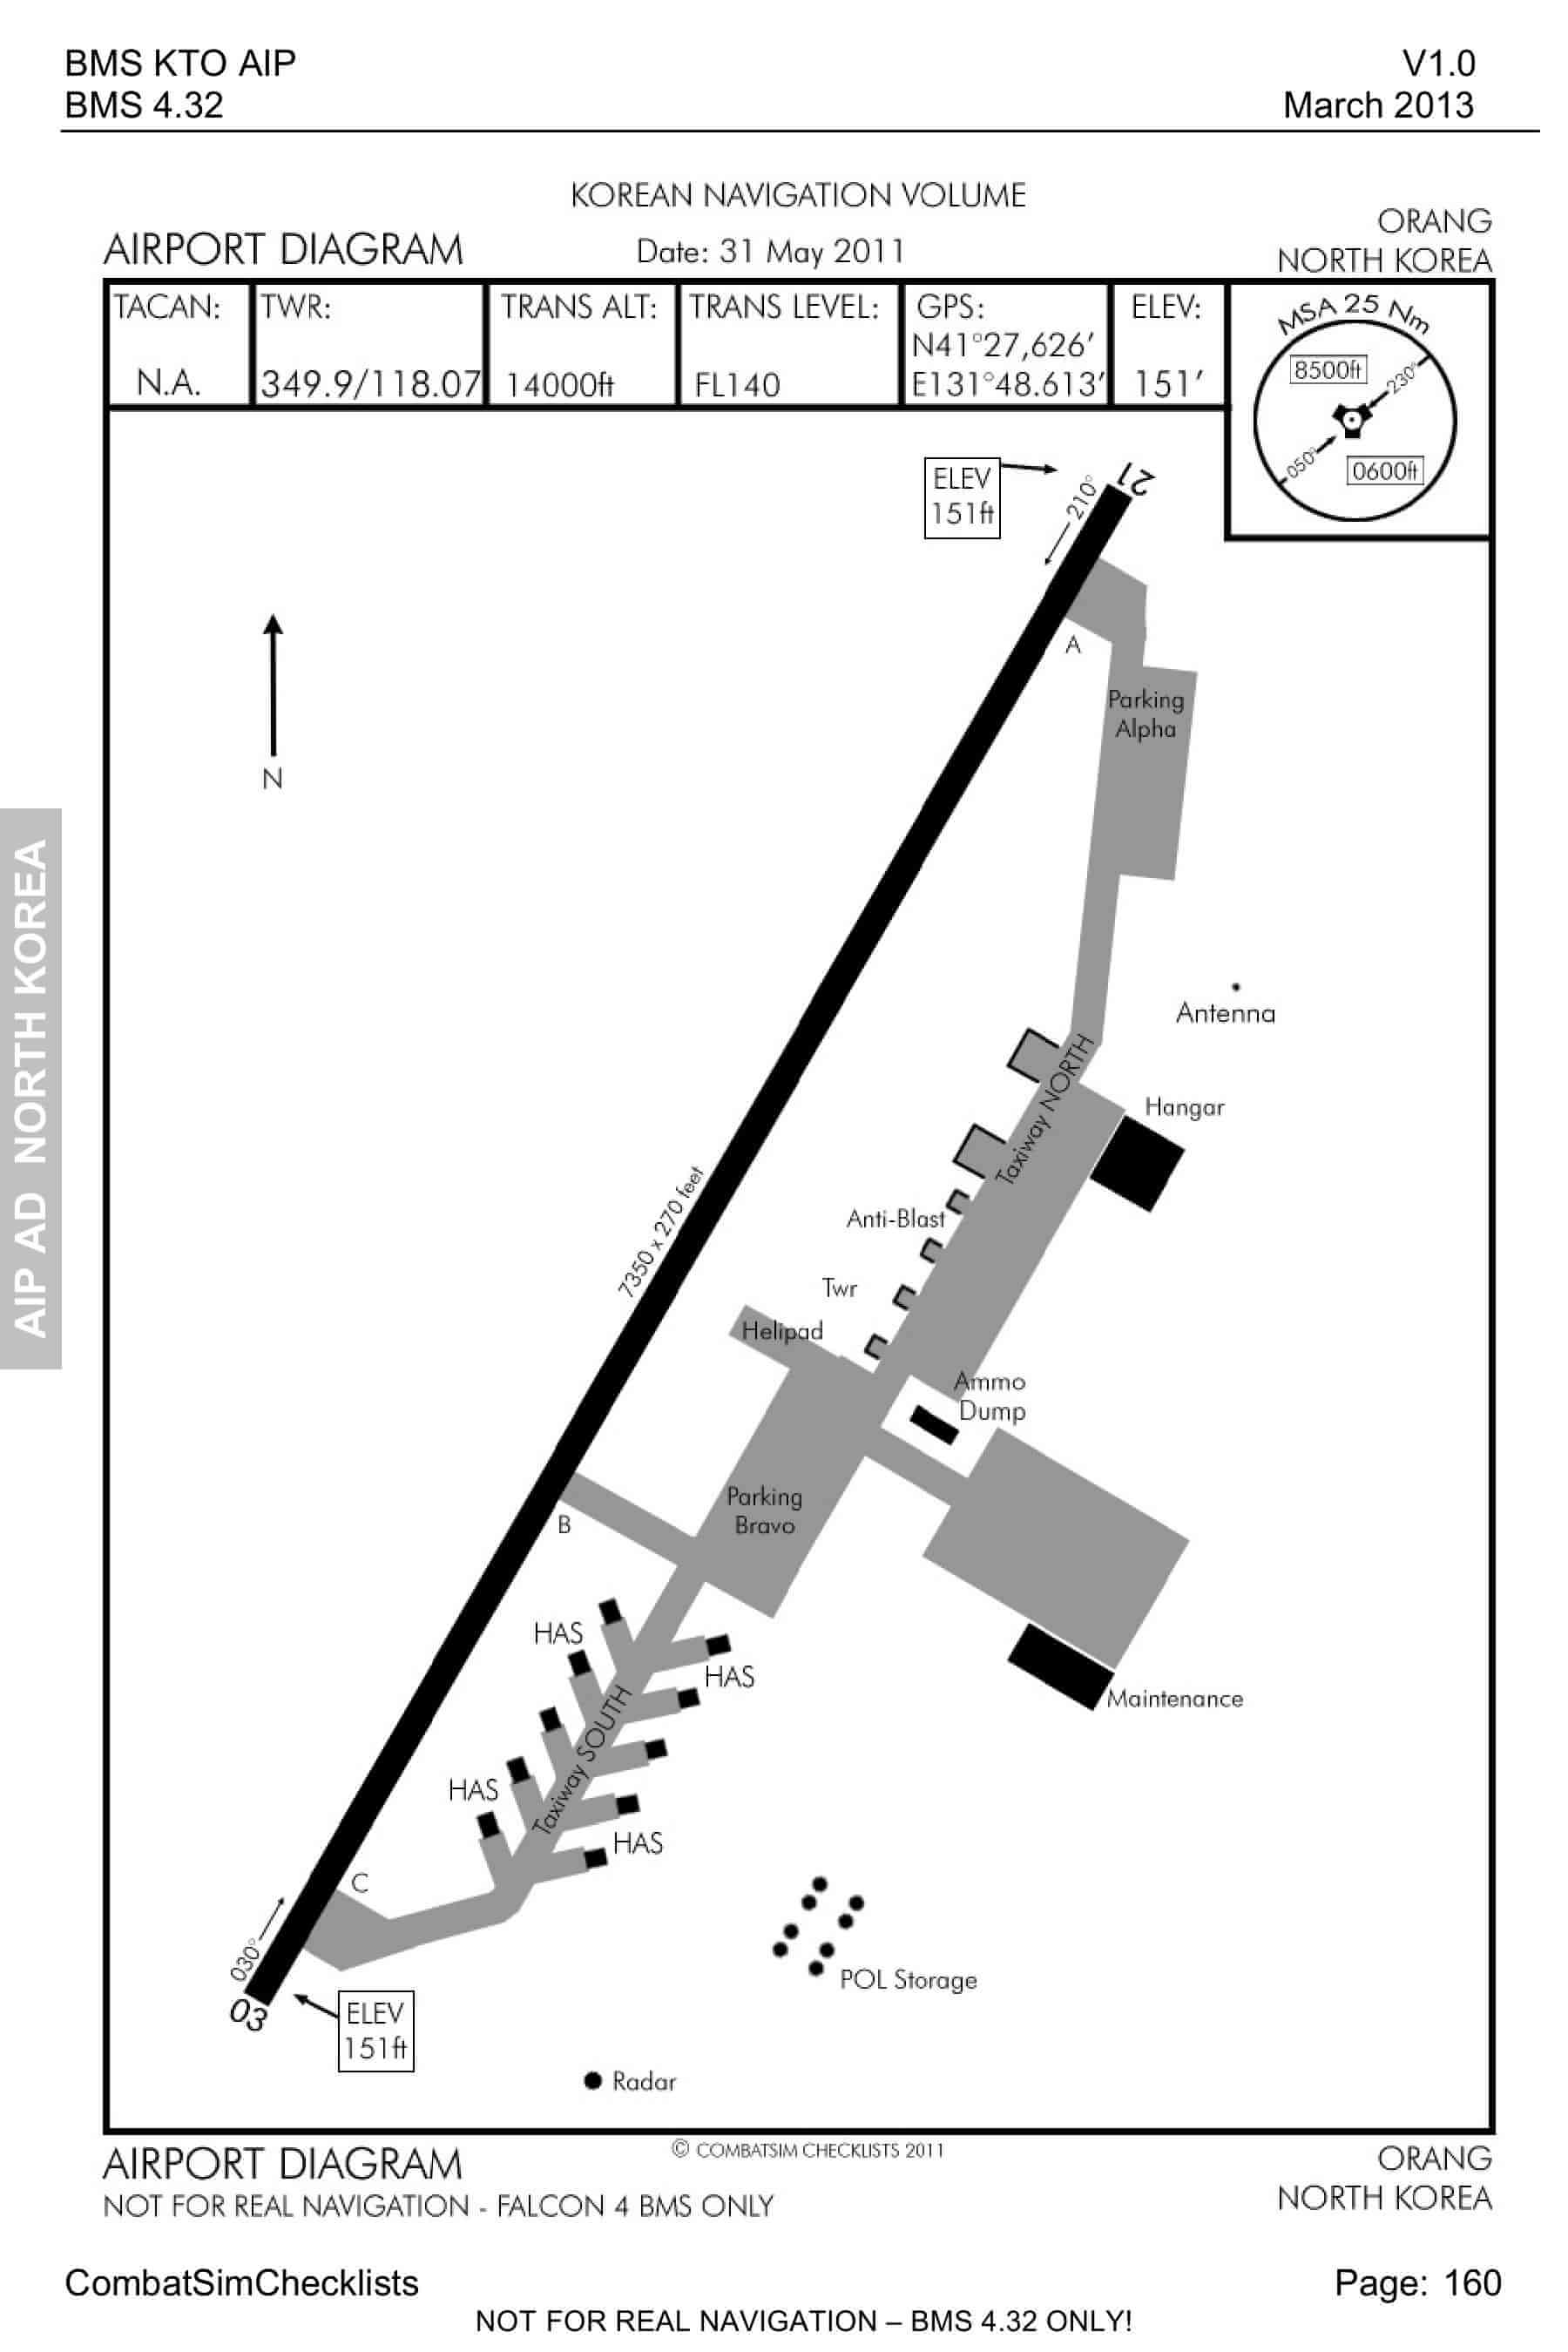 BMS KTO AIP
V1.0
BMS 4.32
March 2013
KOREAN NAVIGATION VOLUME
AIRPORT DIAGRAM
Date: 31 May 2011
ORANG
NORTH KOREA
TACAN:
N.A.
TWR:
349.9/118.07
TRANS ALT:
14000ft
TRANS LEVEL:
FL140
GPS:
N41°27,626′
E131°48.613′
ELEV:
151′
MSA 25 Nm
8500ft
230°
050°
0600ft
ELEV
151ft
21
210°
A
N
Parking
Alpha
AIP AD NORTH KOREA
Antenna
Taxiway NORTH
Hangar
7350 x 270 feet
Anti-Blast
Twr
Helipad
Ammo
Dump
Parking
Bravo
B
HAS
HAS
Maintenance
Taxiway SOUTH
HAS
HAS
C
030°
03
POL Storage
ELEV
151ft
Radar
© COMBATSIM CHECKLISTS 2011
AIRPORT DIAGRAM
ORANG
NOT FOR REAL NAVIGATION - FALCON 4 BMS ONLY
NORTH KOREA
CombatSimChecklists
Page: 160
NOT FOR REAL NAVIGATION – BMS 4.32 ONLY!